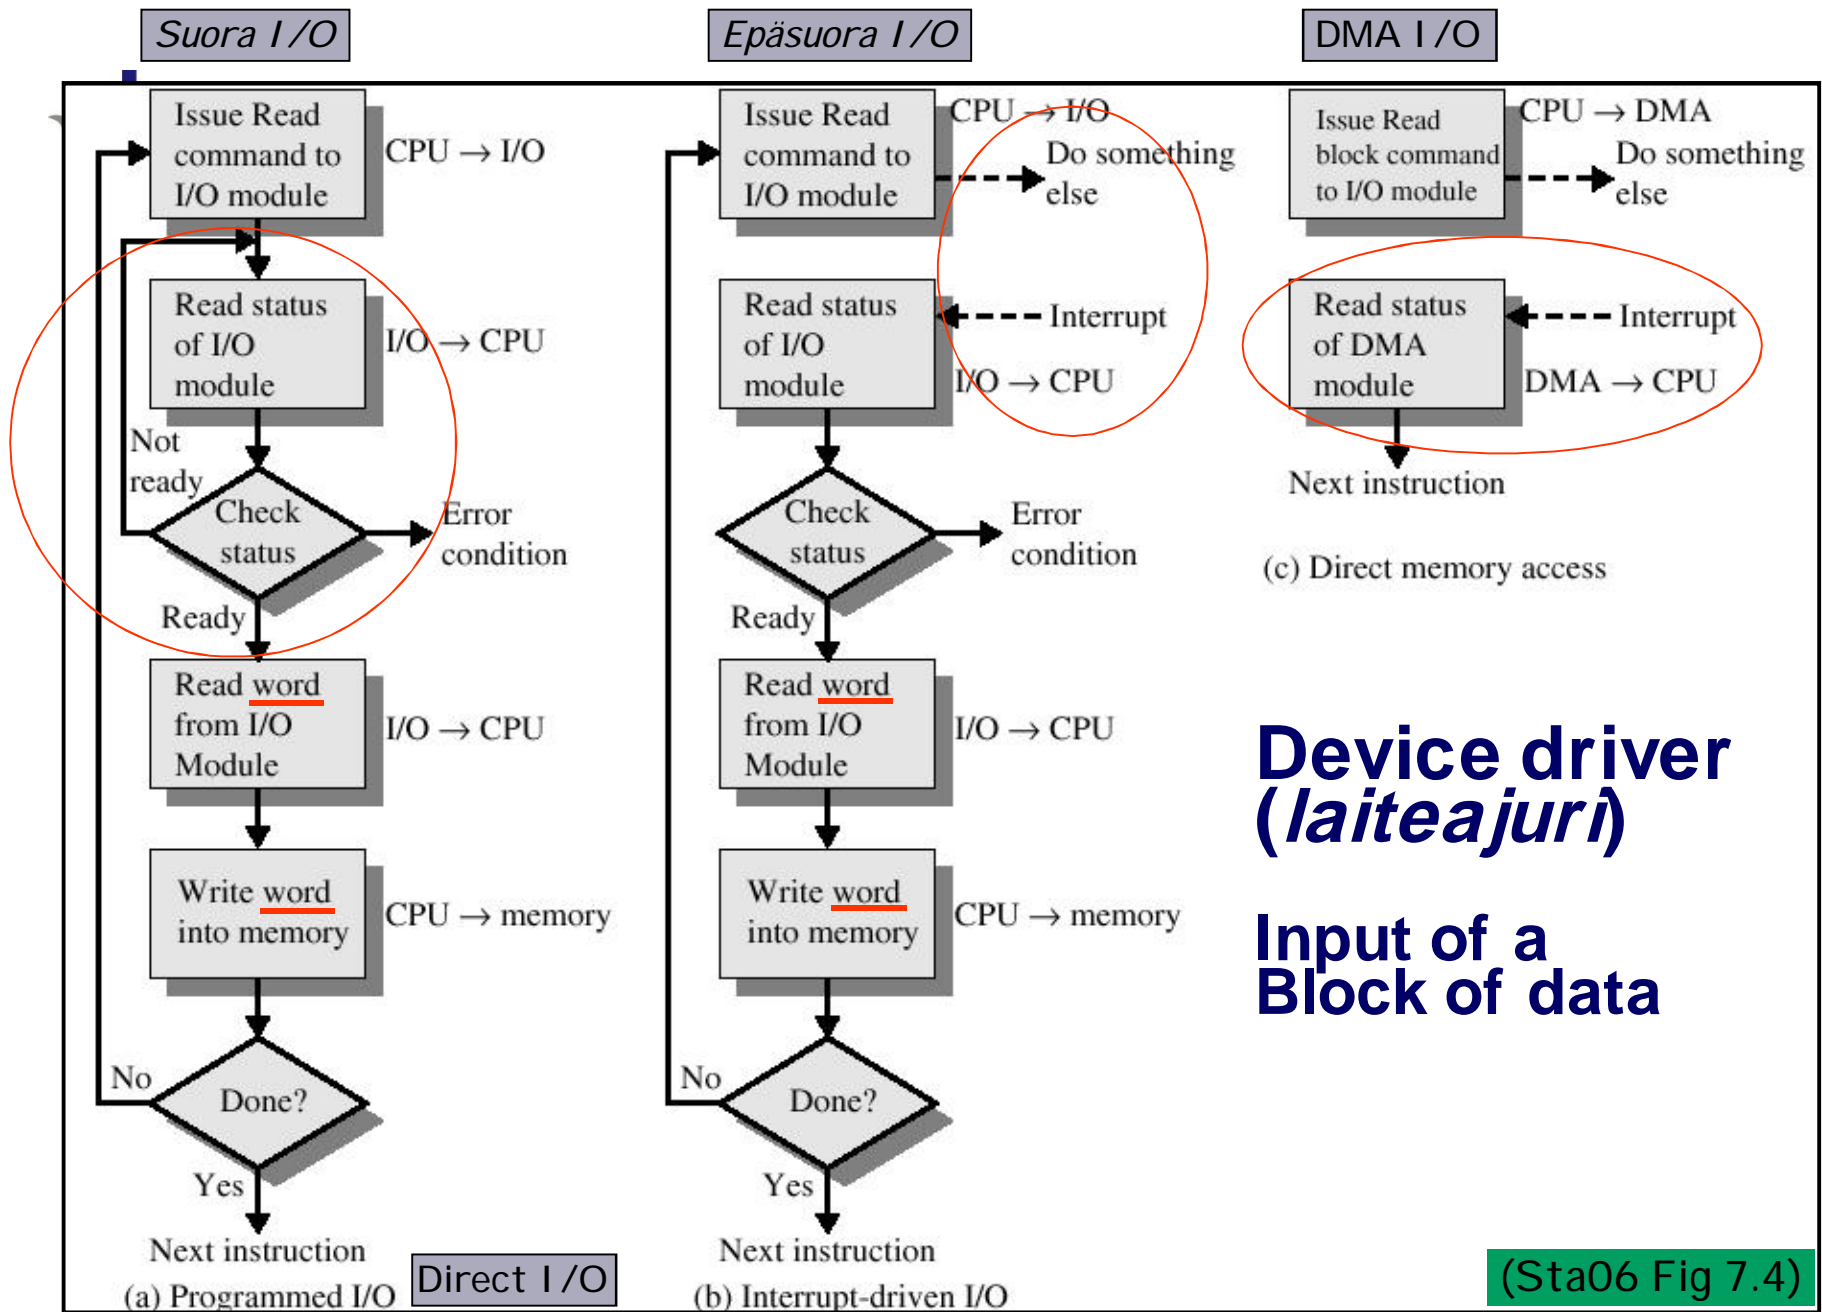 Suora I/O
Epäsuora I/O
DMA I/O
Issue Read
command to
I/O module
CPU → I/O
Read status
of I/O
module
I/O → CPU
Not
ready
Check
status
Error
condition
Ready
Read word
from I/O
Module
I/O → CPU
Write word
into memory
CPU → memory
No
Done?
Yes
Next instruction
(a) Programmed I/O
Direct I/O
Issue Read
command to
I/O module
CPU → I/O
Do something
else
Read status
of I/O
module
Interrupt
I/O → CPU
Check
status
Error
condition
Ready
Read word
from I/O
Module
I/O → CPU
Write word
into memory
CPU → memory
No
Done?
Yes
Next instruction
(b) Interrupt-driven I/O
Issue Read
block command
to I/O module
CPU → DMA
Do something
else
Read status
of DMA
module
Interrupt
DMA → CPU
Next instruction
(c) Direct memory access
Device driver
(laiteajuri)
Input of a
Block of data
(Sta06 Fig 7.4)